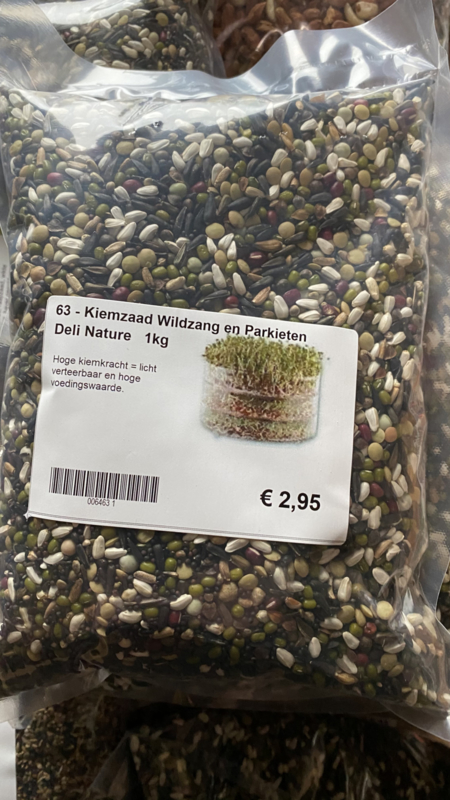 63 - Kiemzaad Wildzang en Parkieten
Deli Nature 1kg
Hoge kiemkracht = licht
verteerbaar en hoge
voedingswaarde.
006463 1
€ 2,95